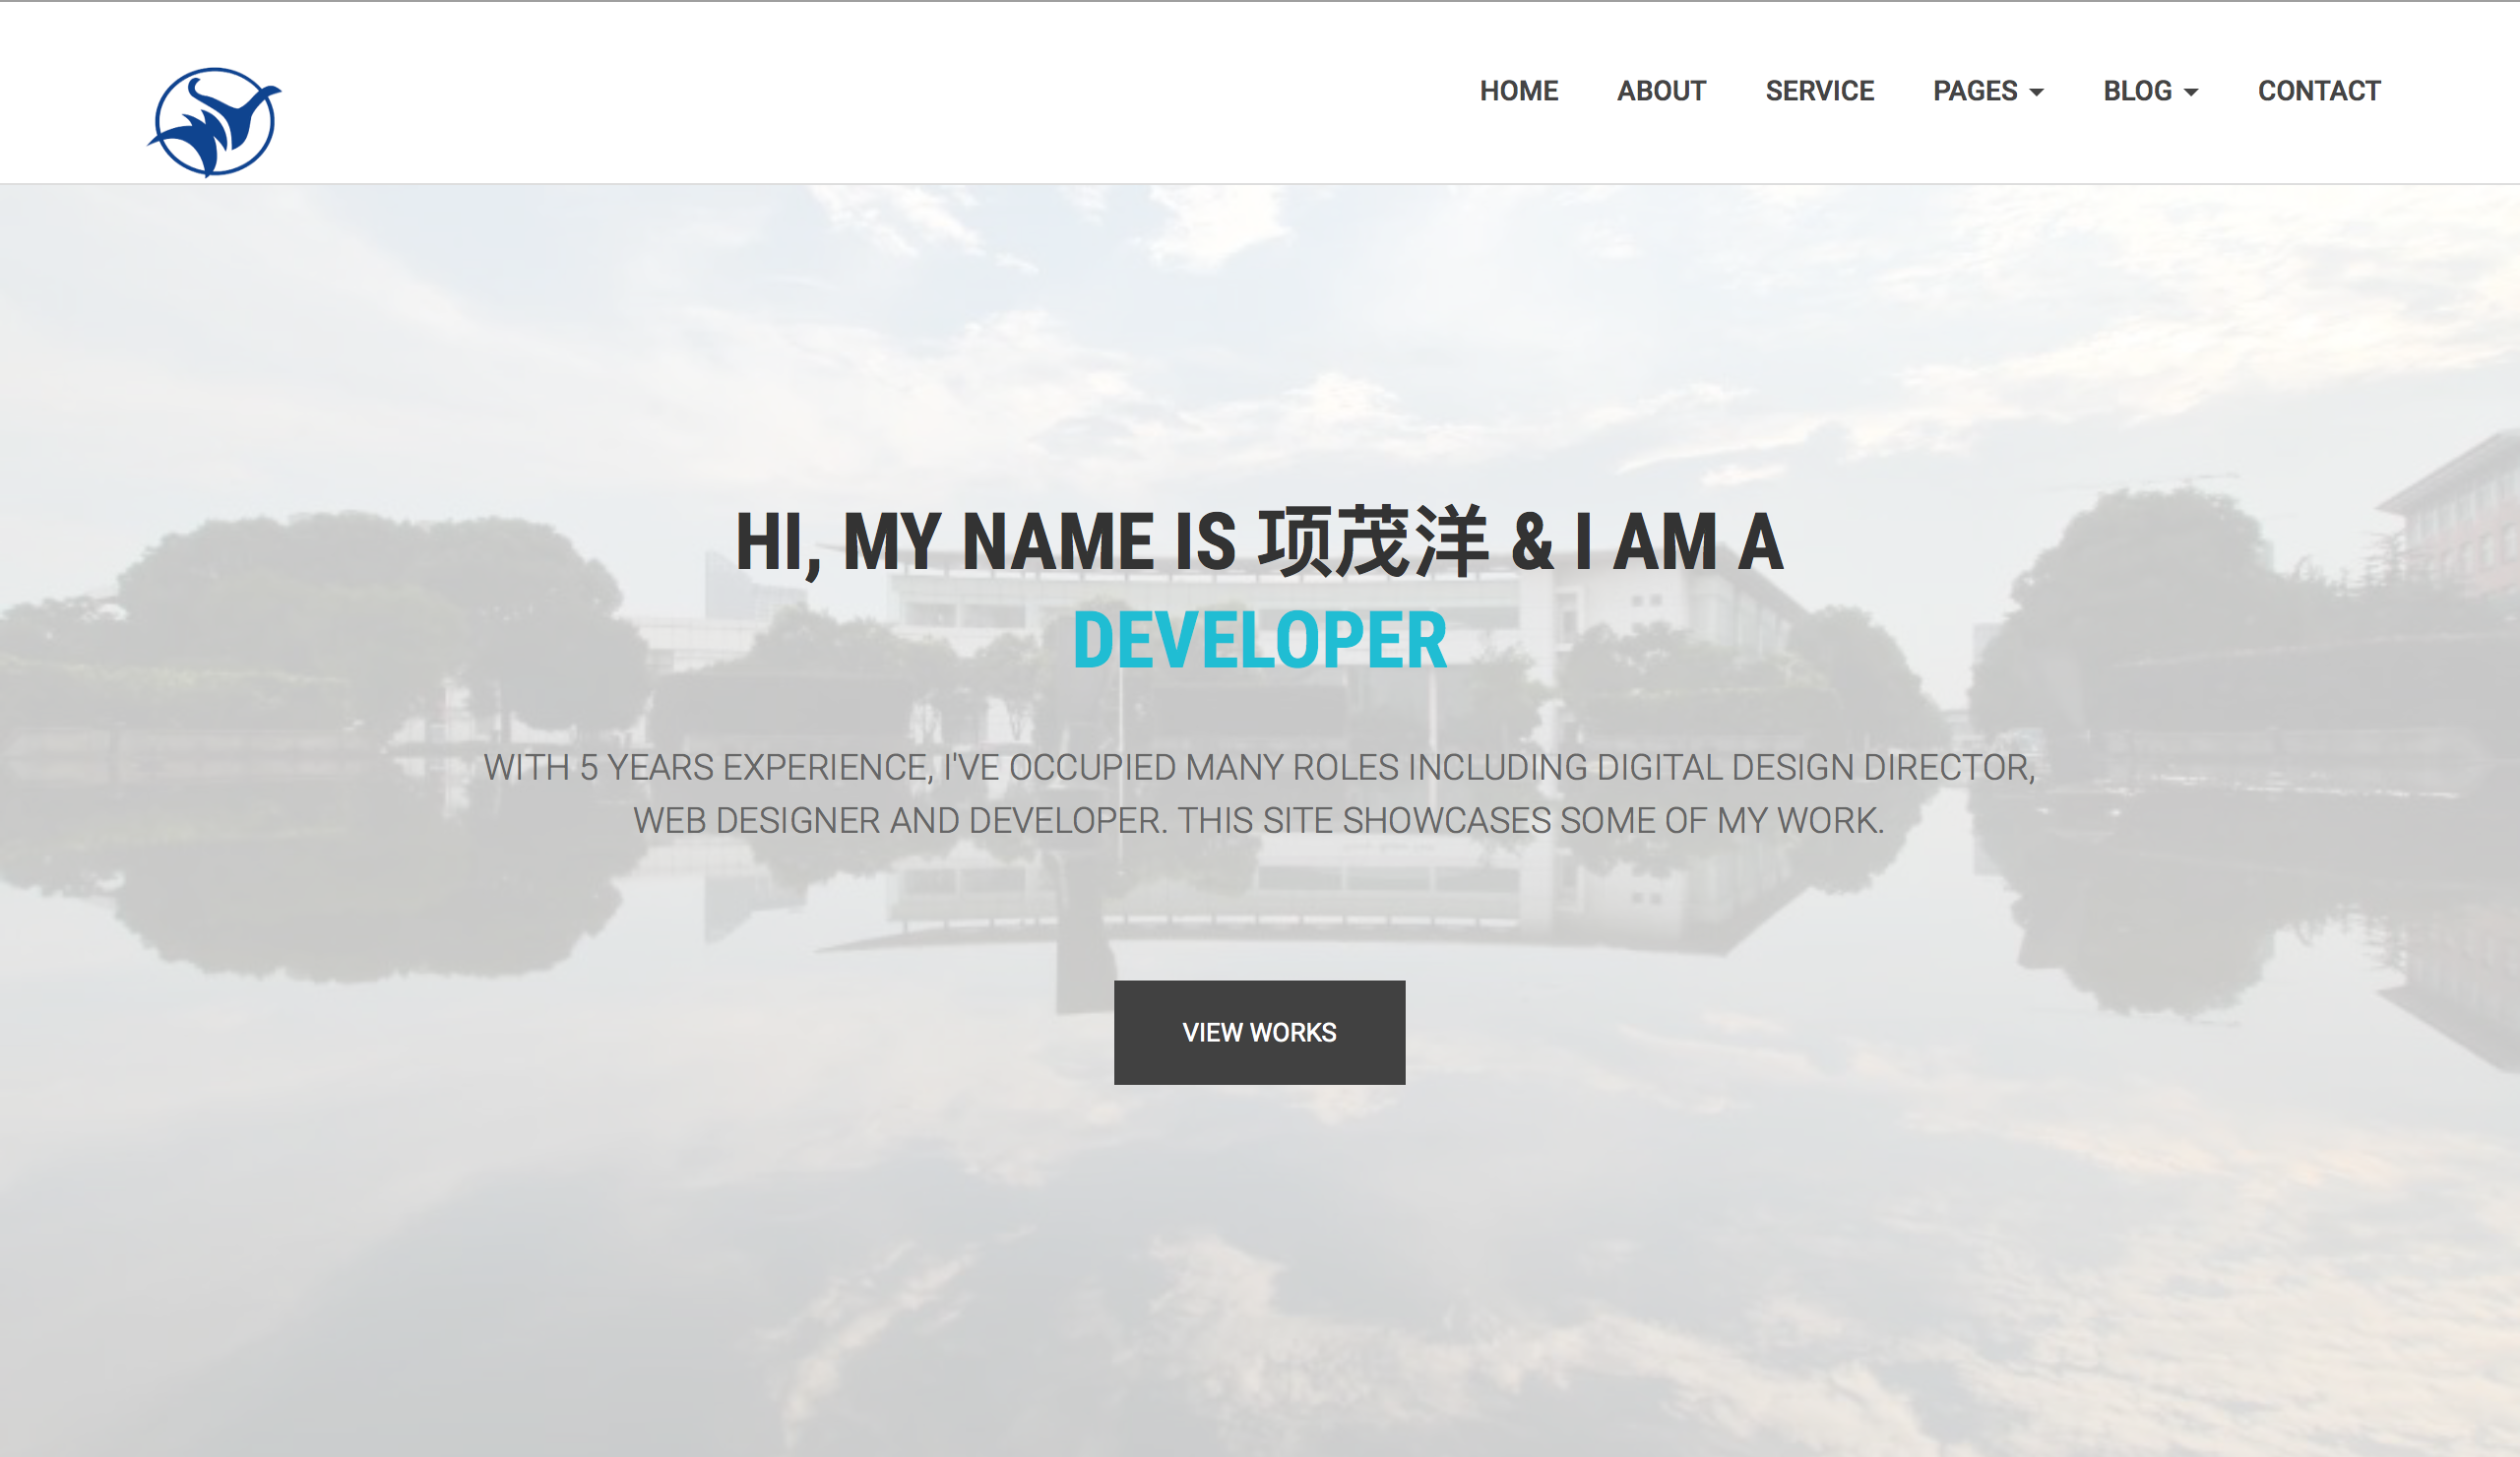 HOME ABOUT SERVICE PAGES BLOG CONTACT
HI, MY NAME IS 项茂洋 & I AM A
DEVELOPER
WITH 5 YEARS EXPERIENCE, I'VE OCCUPIED MANY ROLES INCLUDING DIGITAL DESIGN DIRECTOR,
WEB DESIGNER AND DEVELOPER. THIS SITE SHOWCASES SOME OF MY WORK.
VIEW WORKS